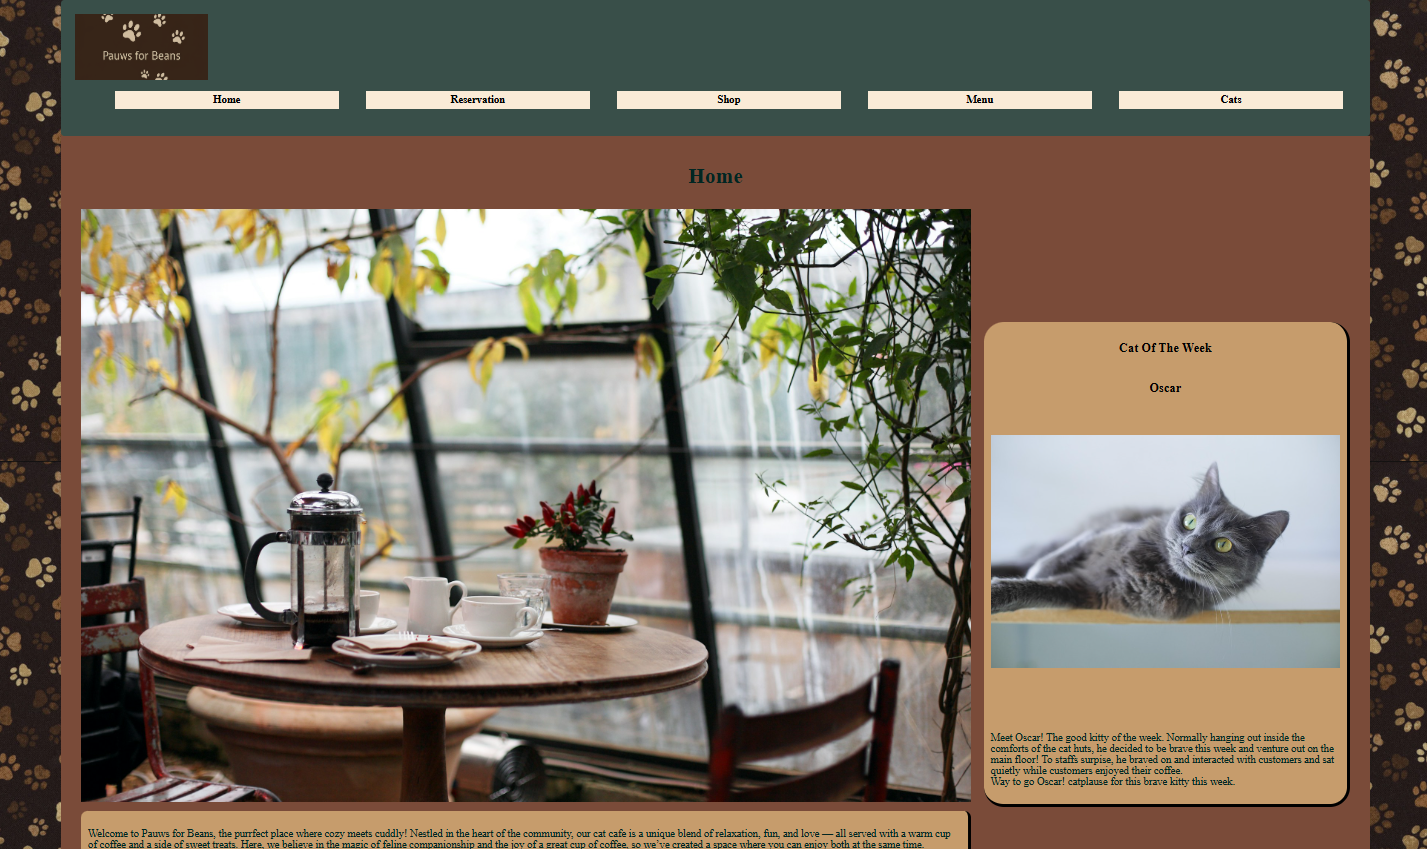 Pauws for Beans
Home
Reservation
Shop
Menu
Cats
Home
Cat Of The Week
Oscar
Meet Oscar! The good kitty of the week. Normally hanging out inside the
comforts of the cat huts, he decided to be brave this week and venture out on the
main floor! To staffs surpise, he braved on and interacted with customers and sat
quietly while customers enjoyed their coffee.
Way to go Oscar! catplause for this brave kitty this week.
Welcome to Pauws for Beans, the purrfect place where cozy meets cuddly! Nestled in the heart of the community, our cat cafe is a unique blend of relaxation, fun, and love — all served with a warm cup
of coffee and a side of sweet treats. Here, we believe in the magic of feline companionship and the joy of a great cup of coffee, so we've created a space where you can enjoy both at the same time.